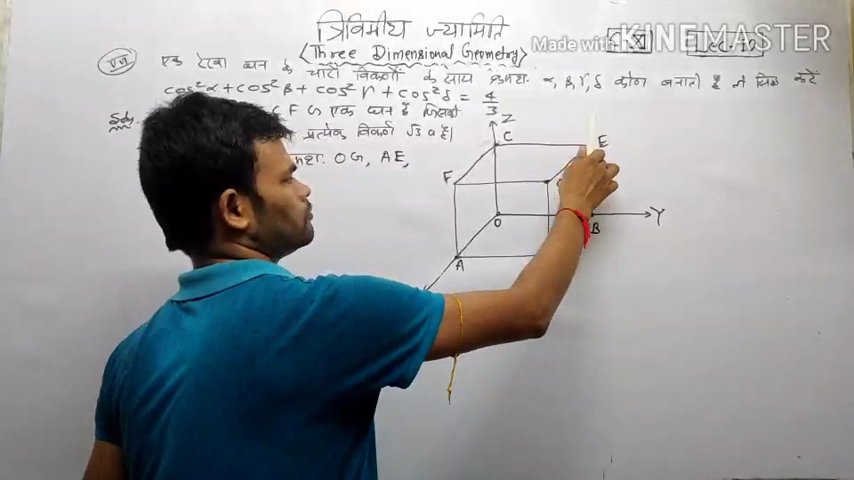 त्रिविमीय ज्यामिति
(Three Dimensional Geometry)
Made with KINEMASTER
एक रेखा घन के चारों विकर्णों के साथ क्रमशः α, β, γ, δ कोण बनाती है तो सिद्ध करें
cos²α + cos²β + cos²γ + cos²δ = 4/3
Soln
C F G एक घन है जिसकी
प्रत्येक विकर्ण √3 a है।
OG, AE,
Z
C
E
F
O
B
Y
A